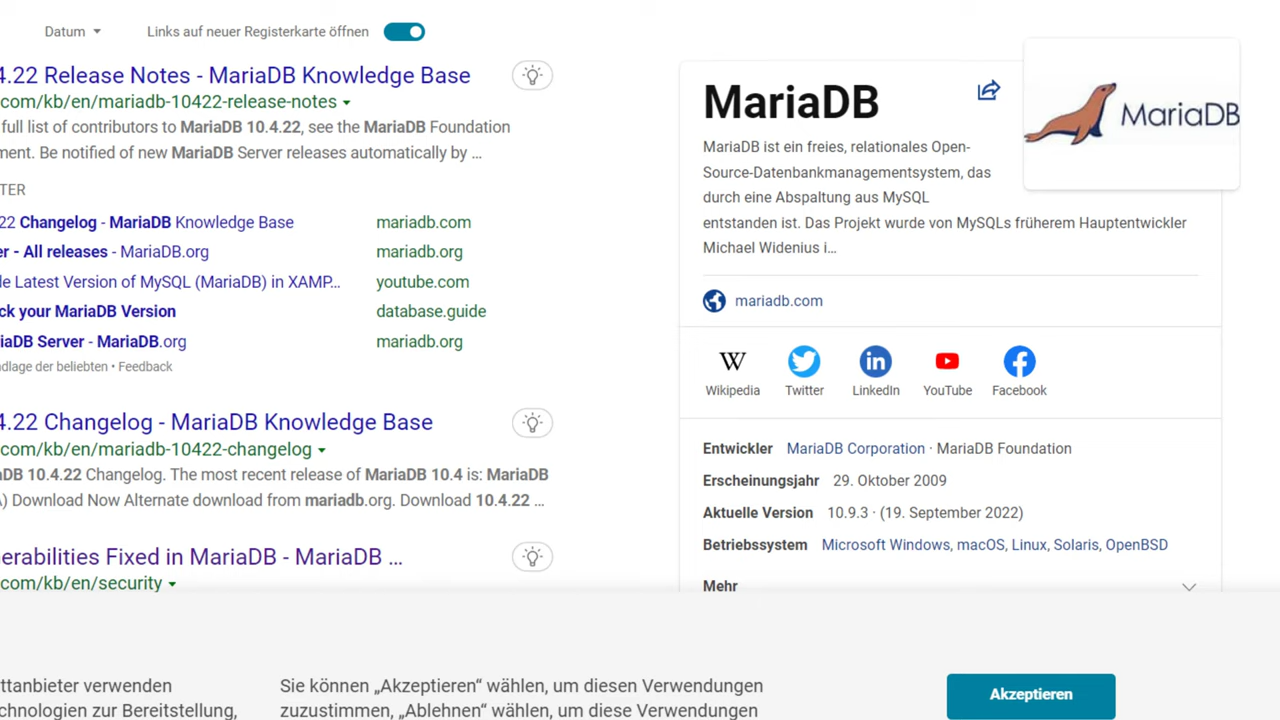 Datum
Links auf neuer Registerkarte öffnen
4.22 Release Notes - MariaDB Knowledge Base
com/kb/en/mariadb-10422-release-notes
full list of contributors to MariaDB 10.4.22, see the MariaDB Foundation
ment. Be notified of new MariaDB Server releases automatically by ...
TER
22 Changelog - MariaDB Knowledge Base mariadb.com
er - All releases - MariaDB.org mariadb.org
le Latest Version of MySQL (MariaDB) in XAMP... youtube.com
ck your MariaDB Version database.guide
iaDB Server - MariaDB.org mariadb.org
dlage der beliebten • Feedback
4.22 Changelog - MariaDB Knowledge Base
com/kb/en/mariadb-10422-changelog
aDB 10.4.22 Changelog. The most recent release of MariaDB 10.4 is: MariaDB
A) Download Now Alternate download from mariadb.org. Download 10.4.22 ...
nerabilities Fixed in MariaDB - MariaDB ...
com/kb/en/security
MariaDB
MariaDB
MariaDB ist ein freies, relationales Open-
Source-Datenbankmanagementsystem, das
durch eine Abspaltung aus MySQL
entstanden ist. Das Projekt wurde von MySQLs früherem Hauptentwickler
Michael Widenius i...
mariadb.com
Wikipedia Twitter LinkedIn YouTube Facebook
Entwickler MariaDB Corporation · MariaDB Foundation
Erscheinungsjahr 29. Oktober 2009
Aktuelle Version 10.9.3 · (19. September 2022)
Betriebssystem Microsoft Windows, macOS, Linux, Solaris, OpenBSD
Mehr
ttanbieter verwenden
chnologien zur Bereitstellung,
Sie können „Akzeptieren“ wählen, um diesen Verwendungen
zuzustimmen, „Ablehnen“ wählen, um diese Verwendungen
Akzeptieren